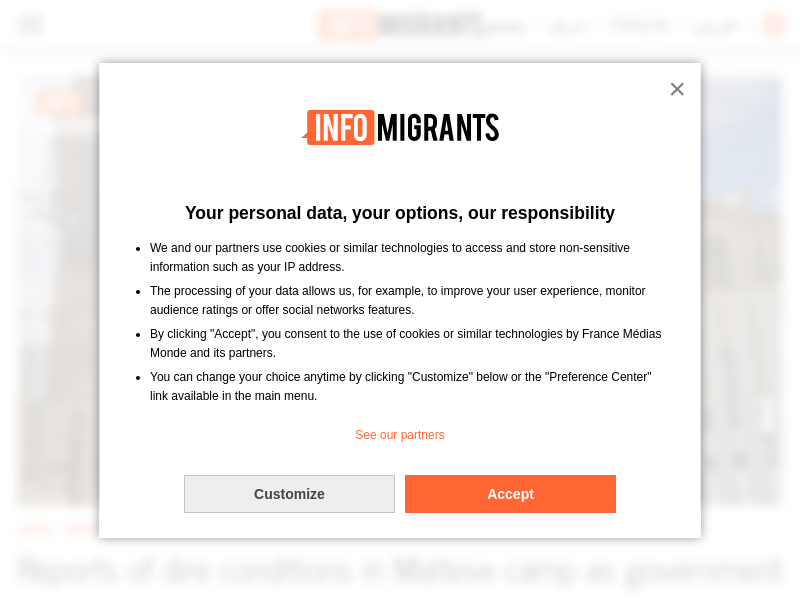 INFO MIGRANTS
Your personal data, your options, our responsibility
We and our partners use cookies or similar technologies to access and store non-sensitive
information such as your IP address.
The processing of your data allows us, for example, to improve your user experience, monitor
audience ratings or offer social networks features.
By clicking "Accept", you consent to the use of cookies or similar technologies by France Médias
Monde and its partners.
You can change your choice anytime by clicking "Customize" below or the "Preference Center"
link available in the main menu.
See our partners
Customize
Accept
Reports of dire conditions in Maltese camp as government